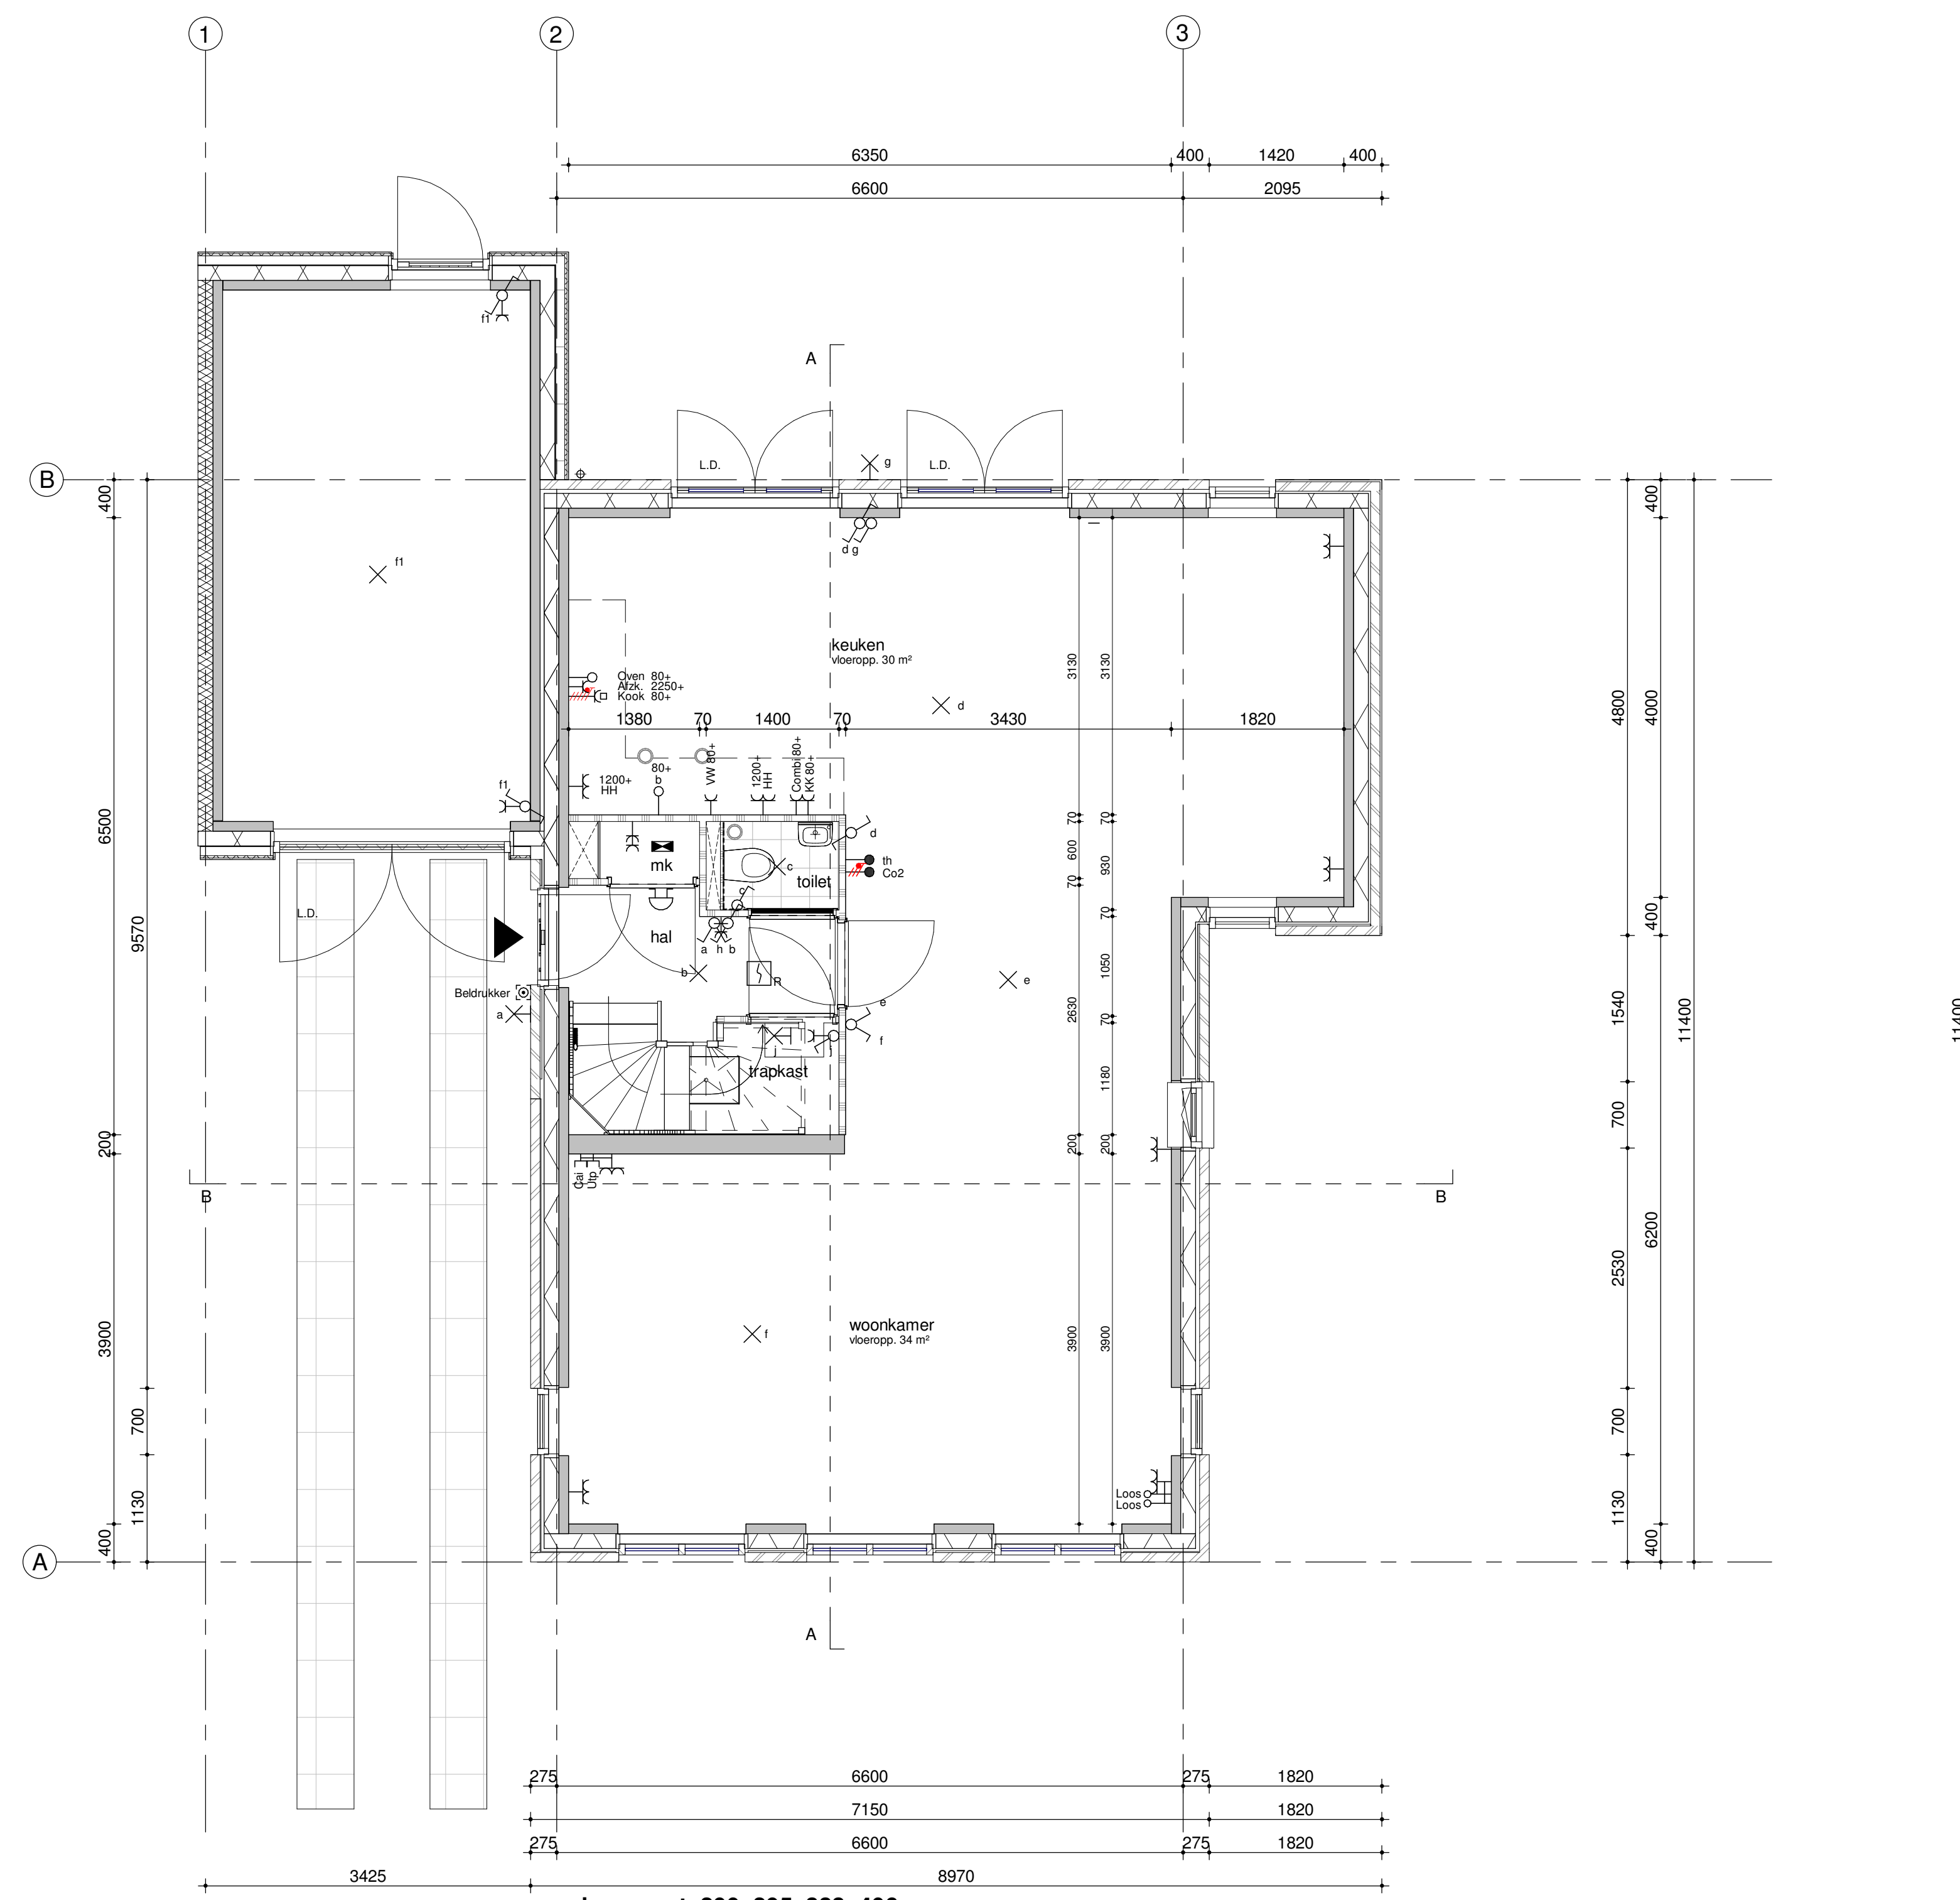 1 2 3
6350 400 1420 400
6600 2095
f1
A
L.D. g L.D.
B
400 400
d g
f1
keuken
vloeropp. 30 m²
3130 3130
Oven 80+
Afzk. 2250+
Kook 80+
d
4800 4000
1380 70 1400 70 3430 1820
80+
b
VW 80+
1200+
HH
Combi 80+
KK 80+
1200+
HH
f1
6500
70 70
d
600 930
mk
c
toilet
th
Co2
70
c
70
L.D.
9570
400
hal
a h b
b
R
e
1050
Beldrukker
a
e
2630
1540
11400
11400
70
f
j
i
trapkast
1180
700
200
200 200
Cai
Utp
B B
6200
2530
3900
woonkamer
vloeropp. 34 m²
f
3900 3900
700
700
1130
Loos
Loos
1130
400
400
A
A
275 6600 275 1820
7150 1820
275 6600 275 1820
3425 8970